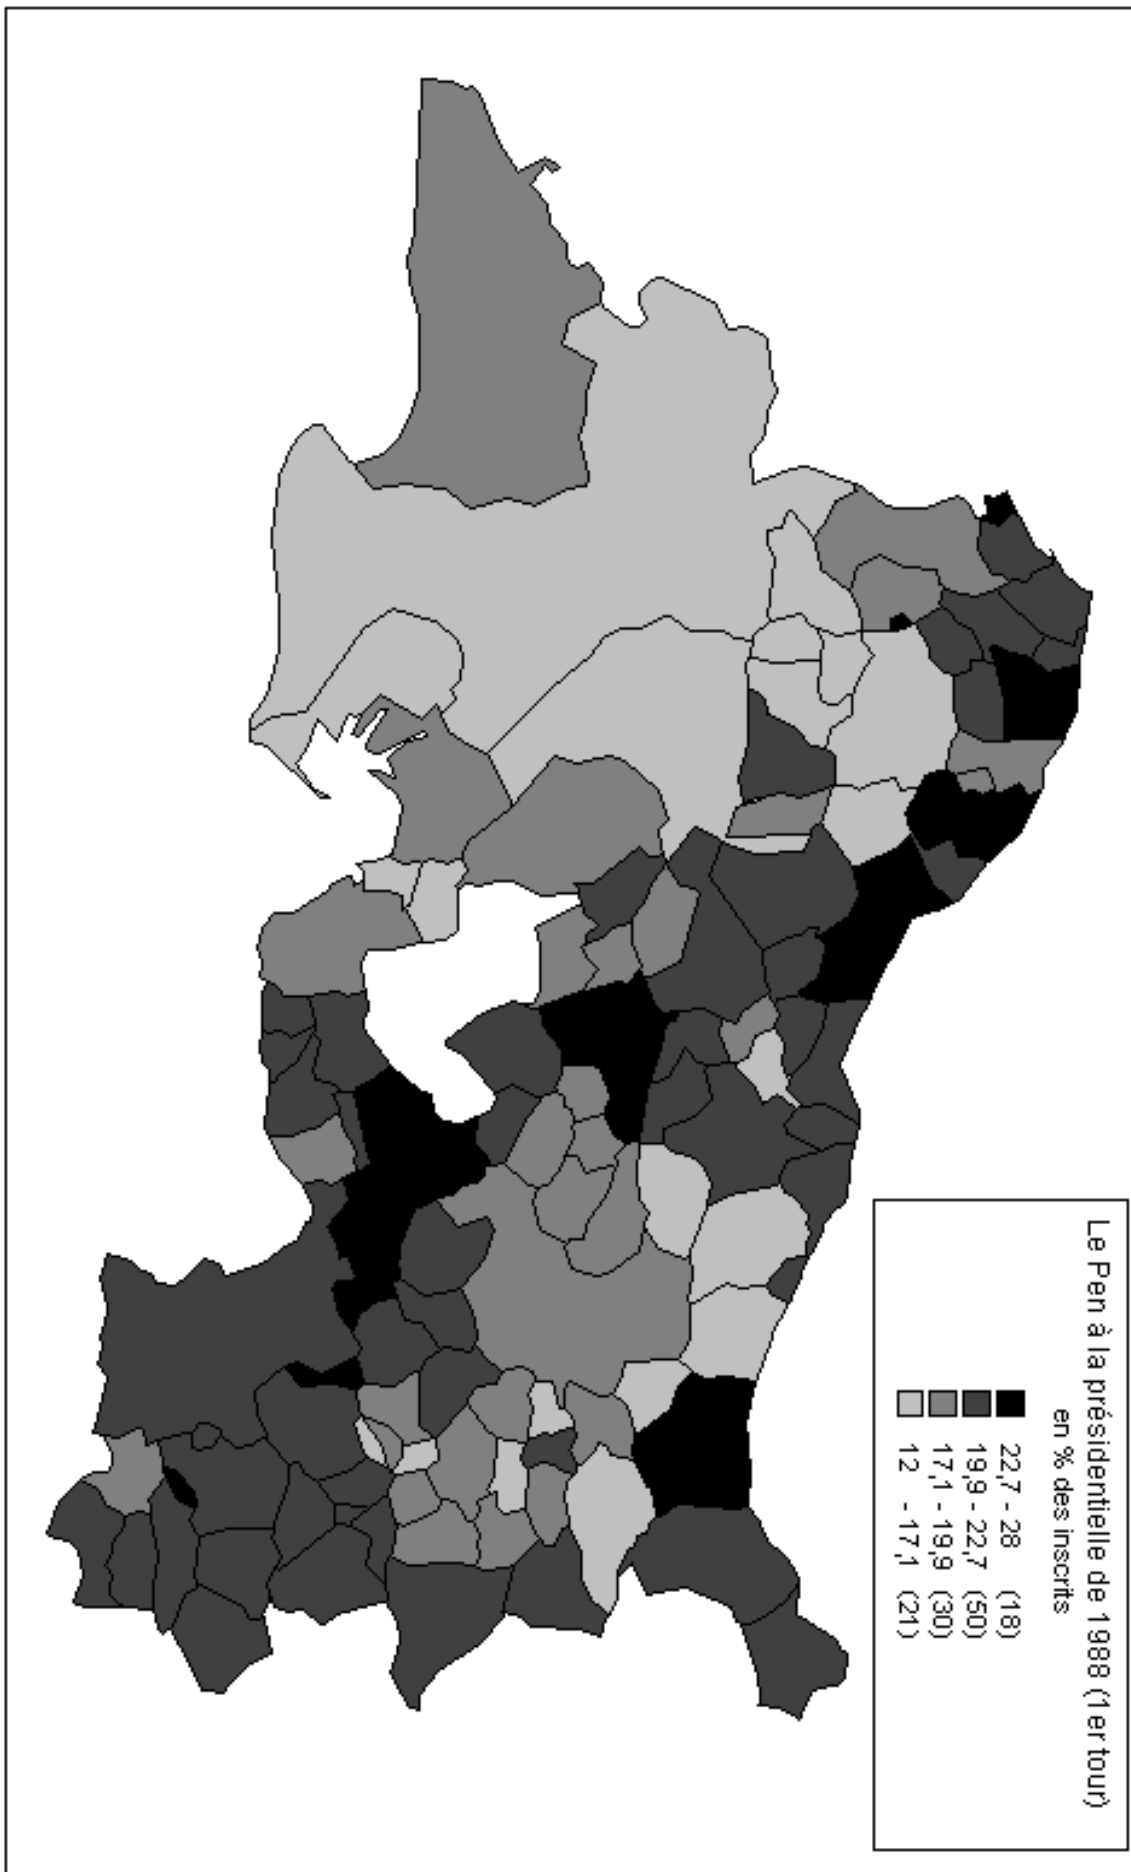 Le Pen à la présidentielle de 1988 (1er tour)
en % des inscrits
22,7 - 28 (18)
19,9 - 22,7 (50)
17,1 - 19,9 (30)
12 - 17,1 (21)